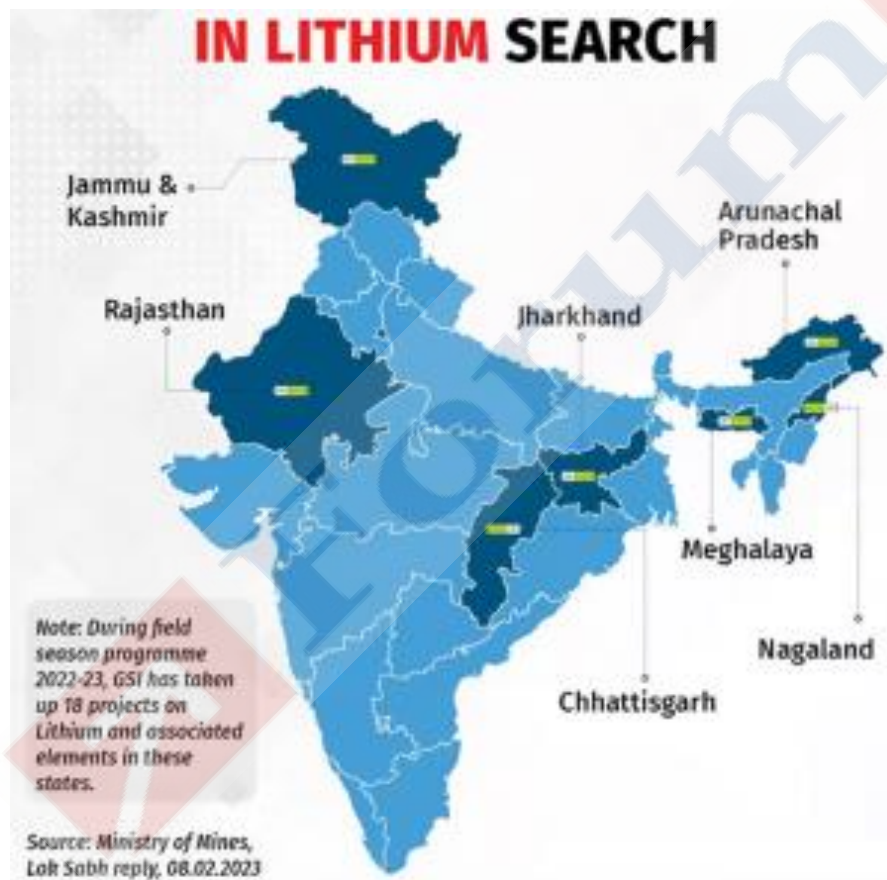 IN LITHIUM SEARCH
Jammu &
Kashmir
Arunachal
Pradesh
Rajasthan
Jharkhand
Meghalaya
Nagaland
Chhattisgarh
Note: During field
season programme
2022-23, GSI has taken
up 18 projects on
Lithium and associated
elements in these
states.
Source: Ministry of Mines,
Lok Sabh reply, 08.02.2023
Forum